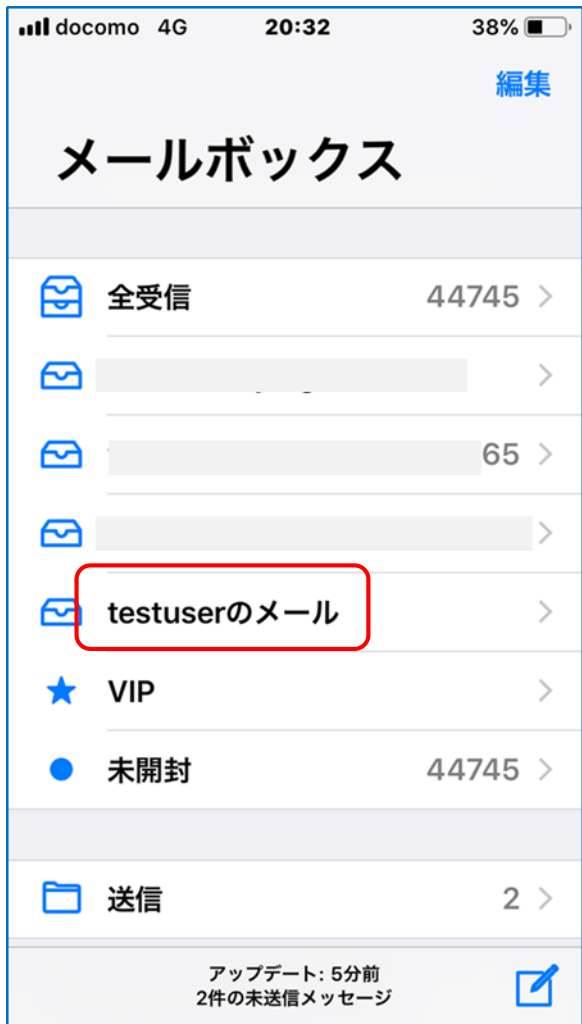 docomo 4G 20:32 38%
編集
メールボックス
全受信 44745
65
testuserのメール
VIP
未開封 44745
送信 2
アップデート: 5分前
2件の未送信メッセージ